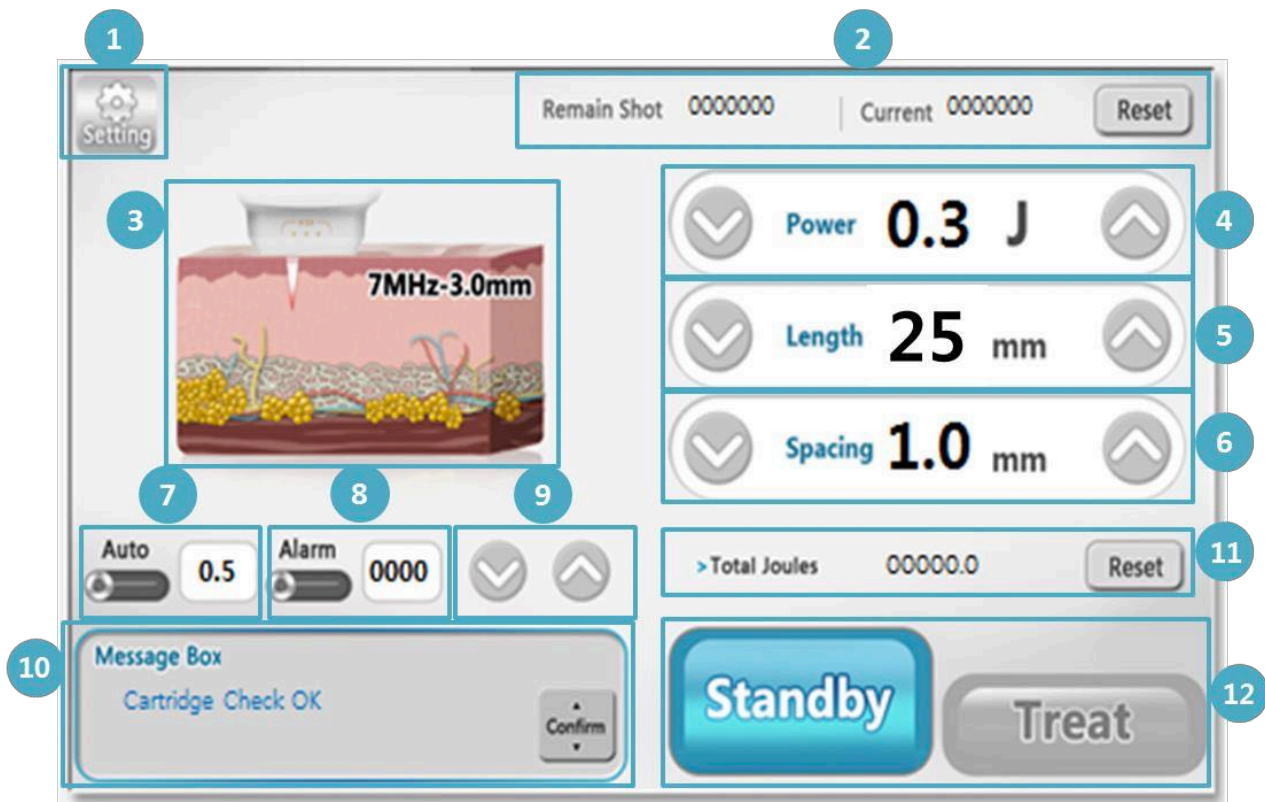 1
2
Setting
Remain Shot 0000000 | Current 0000000 Reset
3
7MHz-3.0mm
Power 0.3 J
4
Length 25 mm
5
Spacing 1.0 mm
6
7
8
9
Auto 0.5
Alarm 0000
>Total Joules 00000.0 Reset
11
10
Message Box
Cartridge Check OK
Confirm
Standby
Treat
12